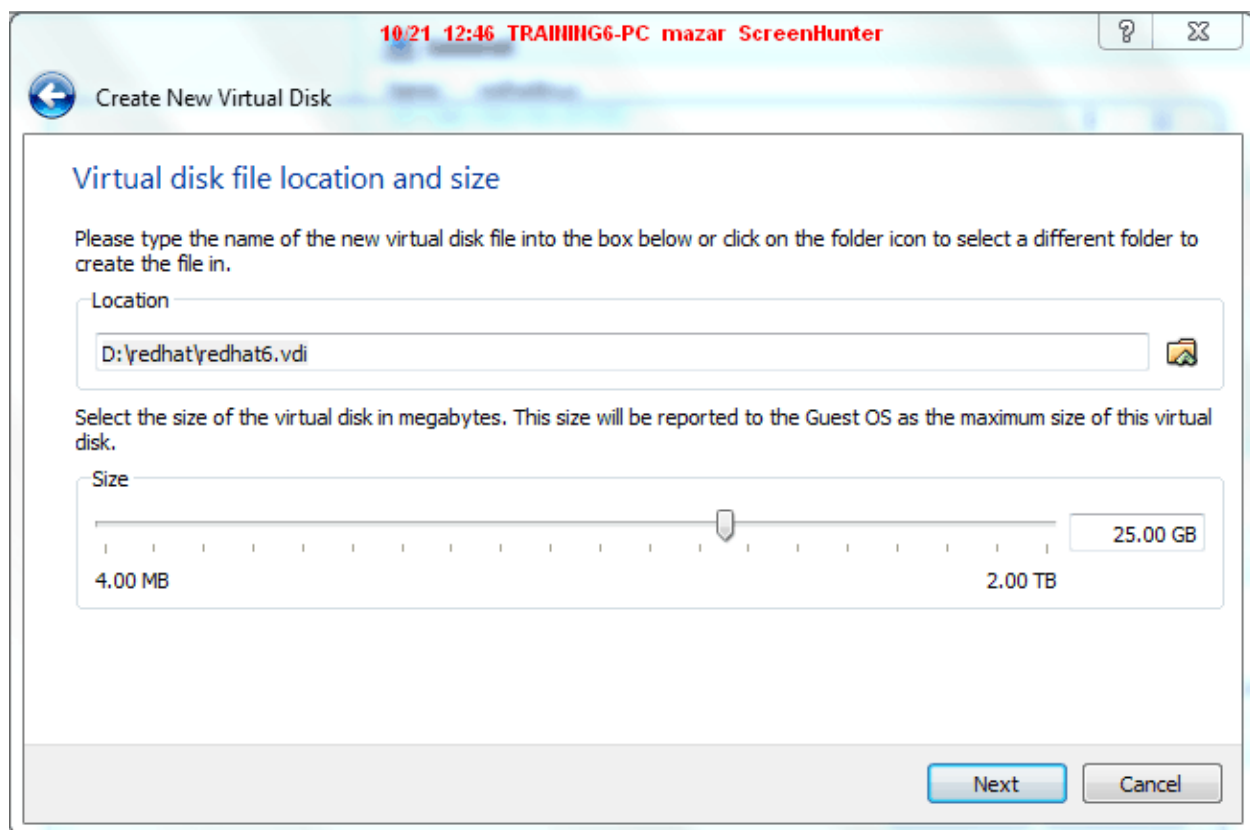 10/21 12:46 TRAINING6-PC mazar ScreenHunter
Create New Virtual Disk
Virtual disk file location and size
Please type the name of the new virtual disk file into the box below or click on the folder icon to select a different folder to
create the file in.
Location
D:\redhat\redhat6.vdi
Select the size of the virtual disk in megabytes. This size will be reported to the Guest OS as the maximum size of this virtual
disk.
Size
25.00 GB
4.00 MB 2.00 TB
Next Cancel